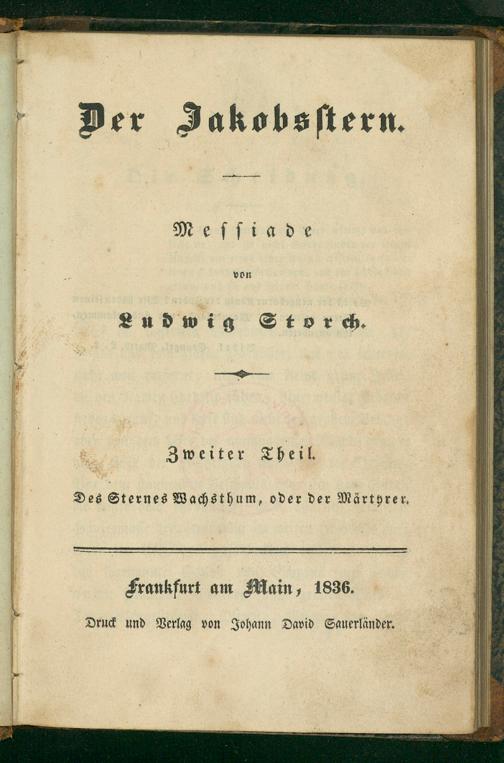 Der Jakobsstern.
Messiade
von
Ludwig Storch.
Zweiter Theil.
Des Sternes Wachsthum, oder der Märtyrer.
Frankfurt am Main, 1836.
Druck und Verlag von Johann David Sauerländer.